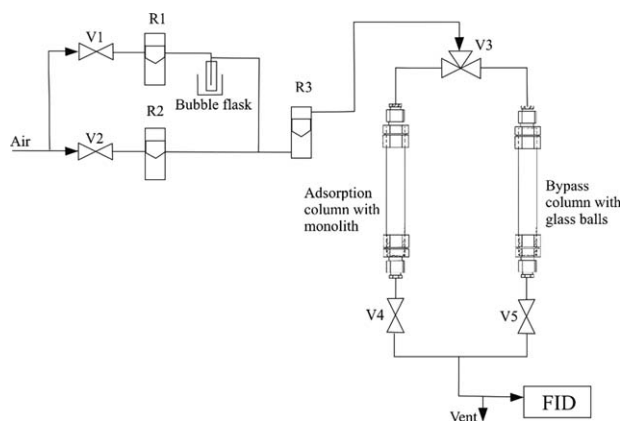 R1
V1
Bubble flask
R2
V2
Air
R3
V3
Adsorption
column with
monolith
Bypass
column with
glass balls
V4
V5
FID
Vent